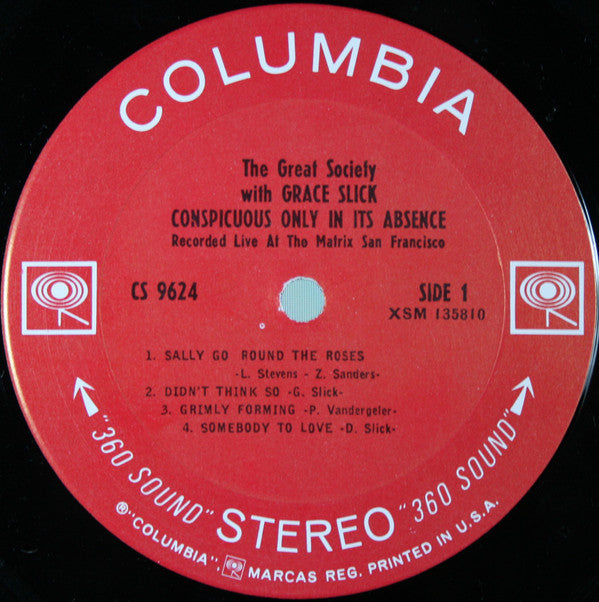 COLUMBIA
The Great Society
with GRACE SLICK
CONSPICUOUS ONLY IN ITS ABSENCE
Recorded Live At The Matrix San Francisco
CS 9624
SIDE 1
XSM 135810
1. SALLY GO ROUND THE ROSES
-L. Stevens - Z. Sanders-
2. DIDN'T THINK SO -G. Slick-
3. GRIMLY FORMING -P. Vandergeler-
4. SOMEBODY TO LOVE -D. Slick-
"360 SOUND" STEREO "360 SOUND"
®"COLUMBIA", MARCAS REG. PRINTED IN U.S.A.